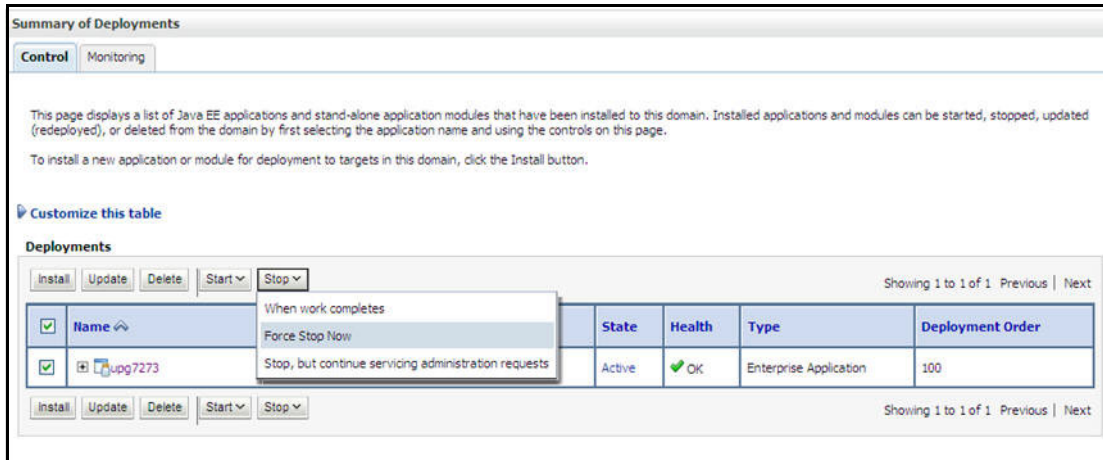 Summary of Deployments
Control Monitoring
This page displays a list of Java EE applications and stand-alone application modules that have been installed to this domain. Installed applications and modules can be started, stopped, updated
(redeployed), or deleted from the domain by first selecting the application name and using the controls on this page.
To install a new application or module for deployment to targets in this domain, click the Install button.
Customize this table
Deployments
Install Update Delete Start Stop Showing 1 to 1 of 1 Previous | Next
When work completes
Force Stop Now
Stop, but continue servicing administration requests
Name State Health Type Deployment Order
upg7273 Active OK Enterprise Application 100
Install Update Delete Start Stop Showing 1 to 1 of 1 Previous | Next